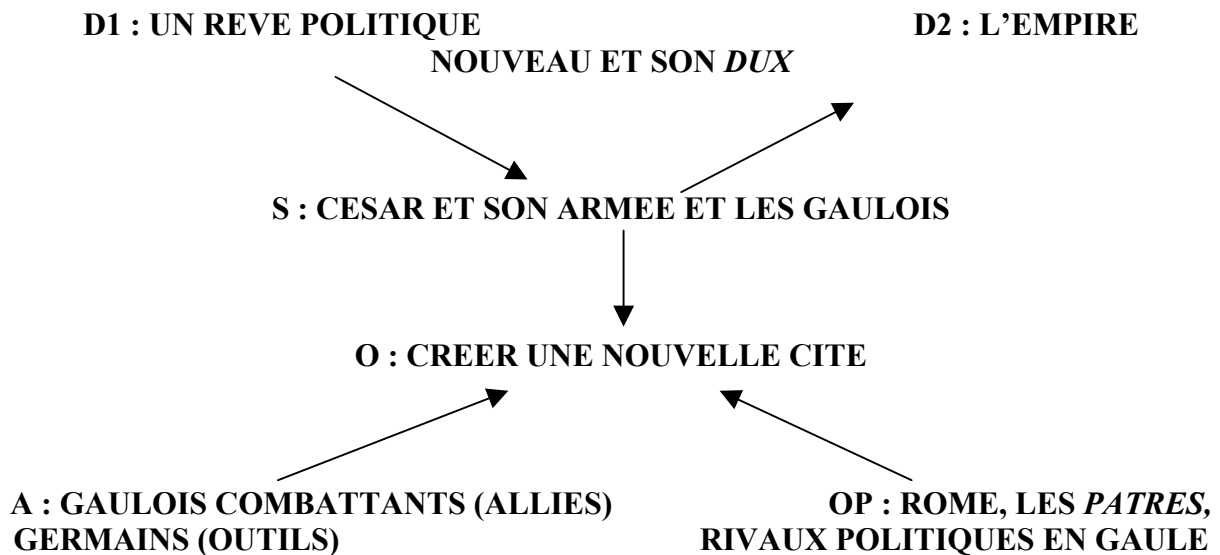 D1 : UN REVE POLITIQUE
D2 : L’EMPIRE
NOUVEAU ET SON DUX
S : CESAR ET SON ARMEE ET LES GAULOIS
O : CREER UNE NOUVELLE CITE
A : GAULOIS COMBATTANTS (ALLIES)
OP : ROME, LES PATRES,
GERMAINS (OUTILS)
RIVAUX POLITIQUES EN GAULE